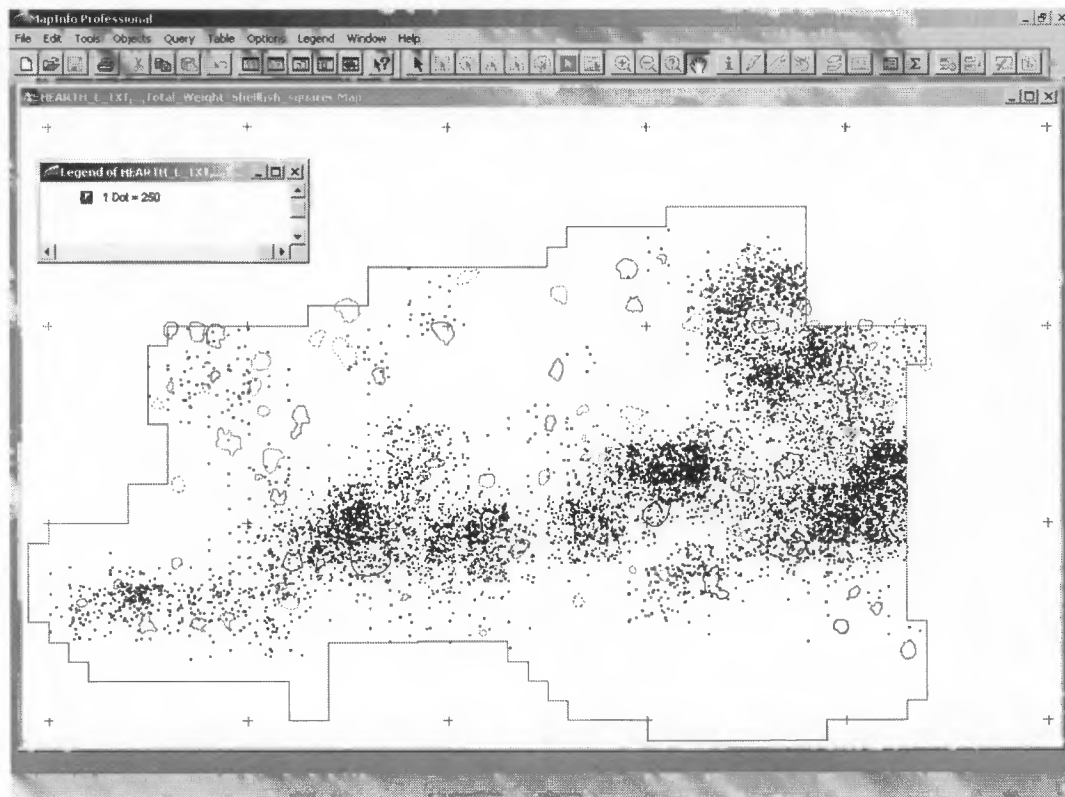 MapInfo Professional
File Edit Tools Objects Query Table Options Legend Window Help
HEARTH_L_TXT,...,Total_Weight_Shellfish_squares Map
Legend of HEARTH_L_TXT,...
1 Dot = 250